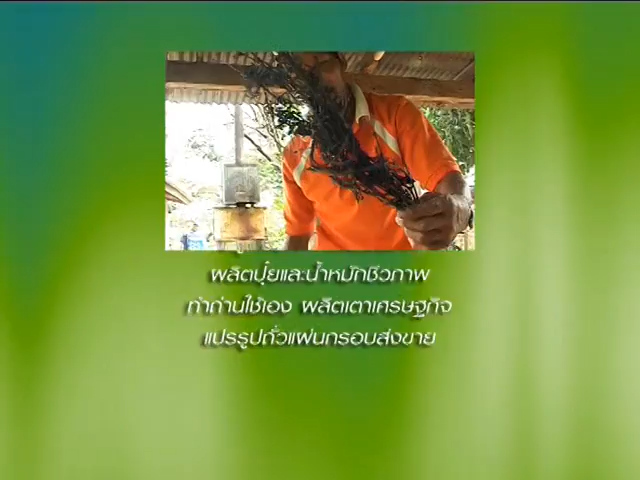 ผลิตปุ๋ยและน้ำหมักชีวภาพ
ทำถ่านใช้เอง ผลิตเตาเศรษฐกิจ
แปรรูปถั่วแผ่นกรอบส่งขาย